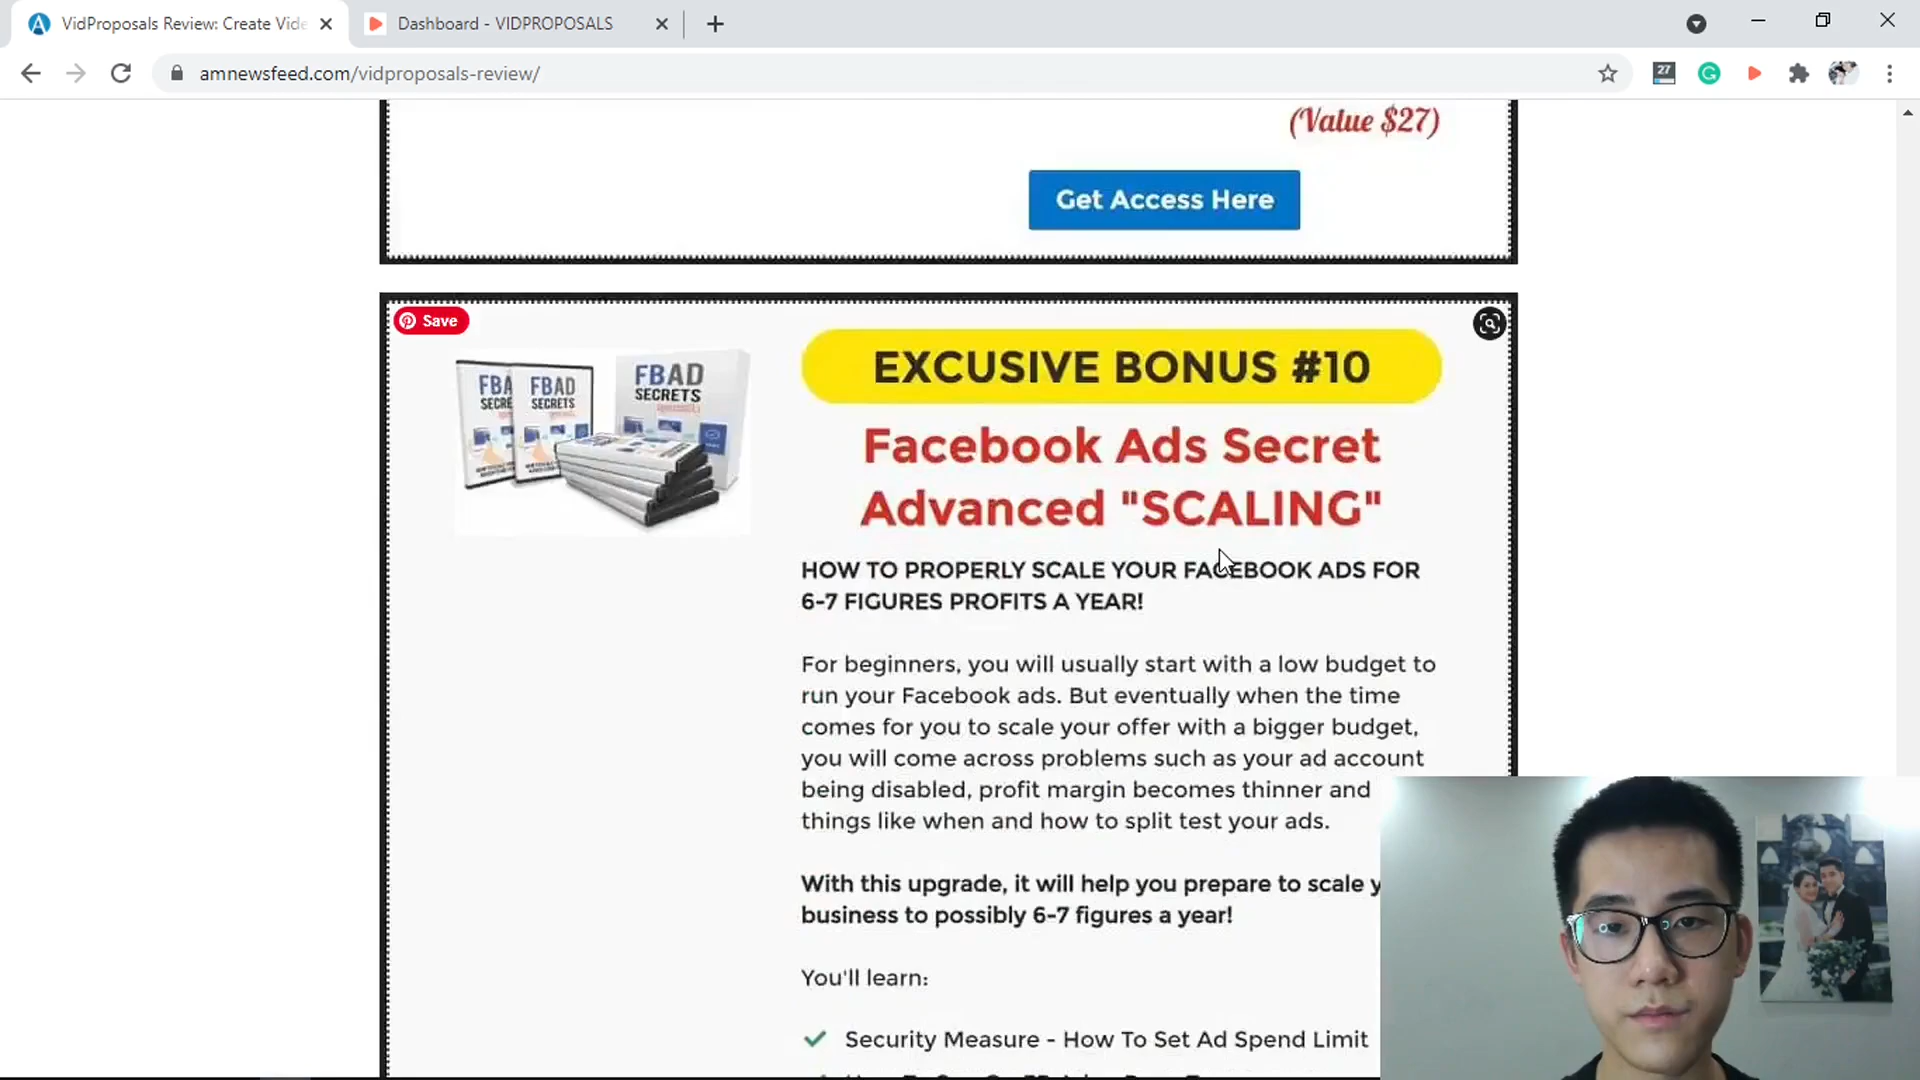 VidProposals Review: Create Vide
Dashboard - VIDPROPOSALS
amnewsfeed.com/vidproposals-review/
27
(Value $27)
Get Access Here
Save
FBAD
SECRETS
FBAD
SECRETS
EXCUSIVE BONUS #10
Facebook Ads Secret
Advanced "SCALING"
HOW TO PROPERLY SCALE YOUR FACEBOOK ADS FOR
6-7 FIGURES PROFITS A YEAR!
For beginners, you will usually start with a low budget to
run your Facebook ads. But eventually when the time
comes for you to scale your offer with a bigger budget,
you will come across problems such as your ad account
being disabled, profit margin becomes thinner and
things like when and how to split test your ads.
With this upgrade, it will help you prepare to scale y
business to possibly 6-7 figures a year!
You'll learn:
Security Measure - How To Set Ad Spend Limit